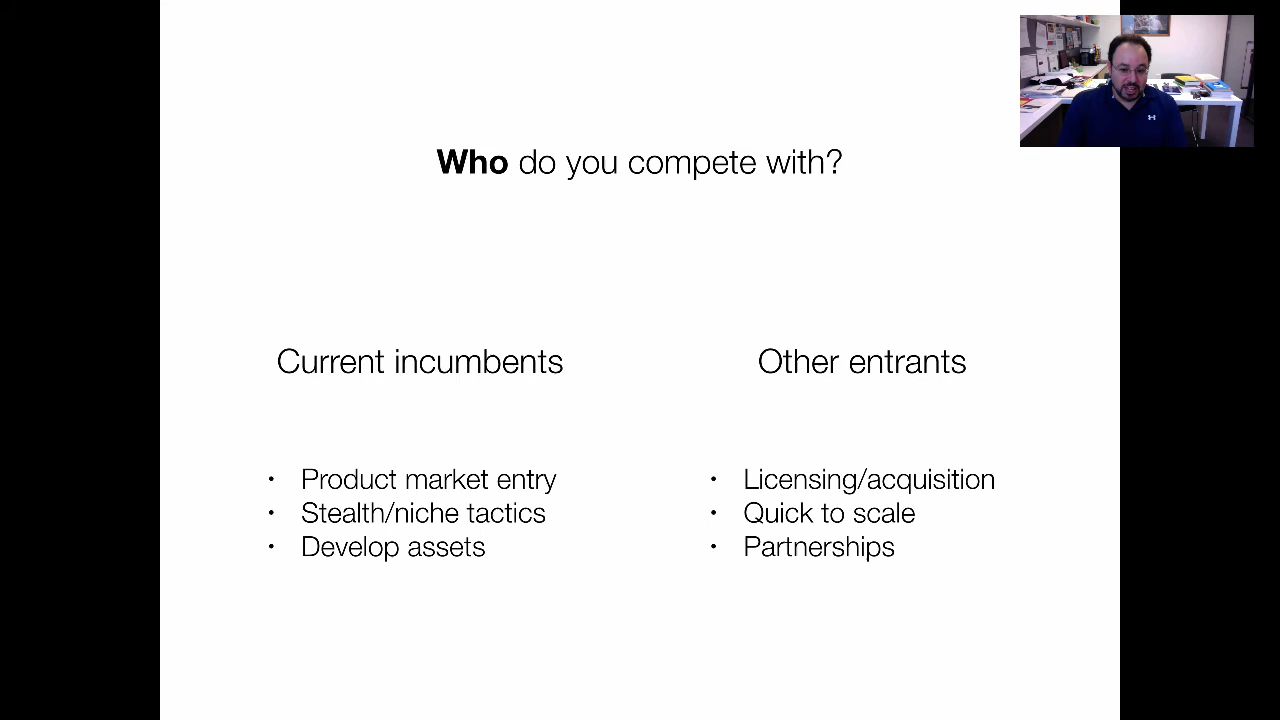 Who do you compete with?
Current incumbents
Other entrants
· Product market entry
· Stealth/niche tactics
· Develop assets
· Licensing/acquisition
· Quick to scale
· Partnerships